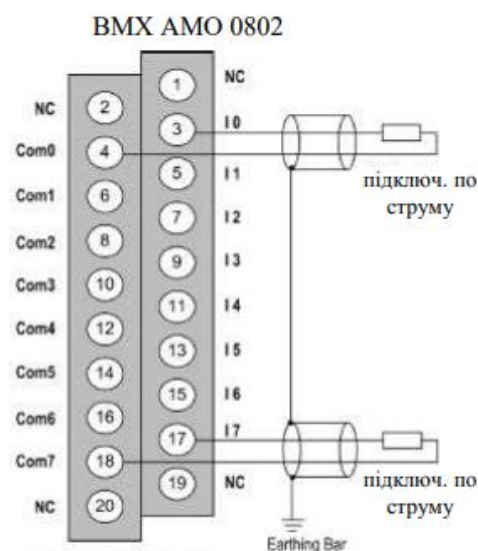 BMX AMO 0802
NC 2 1 NC
Com0 4 3 I0
Com1 6 5 I1
підключ. по
струму
Com2 8 7 I2
Com3 10 9 I3
Com4 12 11 I4
Com5 14 13 I5
Com6 16 15 I6
Com7 18 17 I7
NC 20 19 NC
підключ. по
струму
Earthing Bar